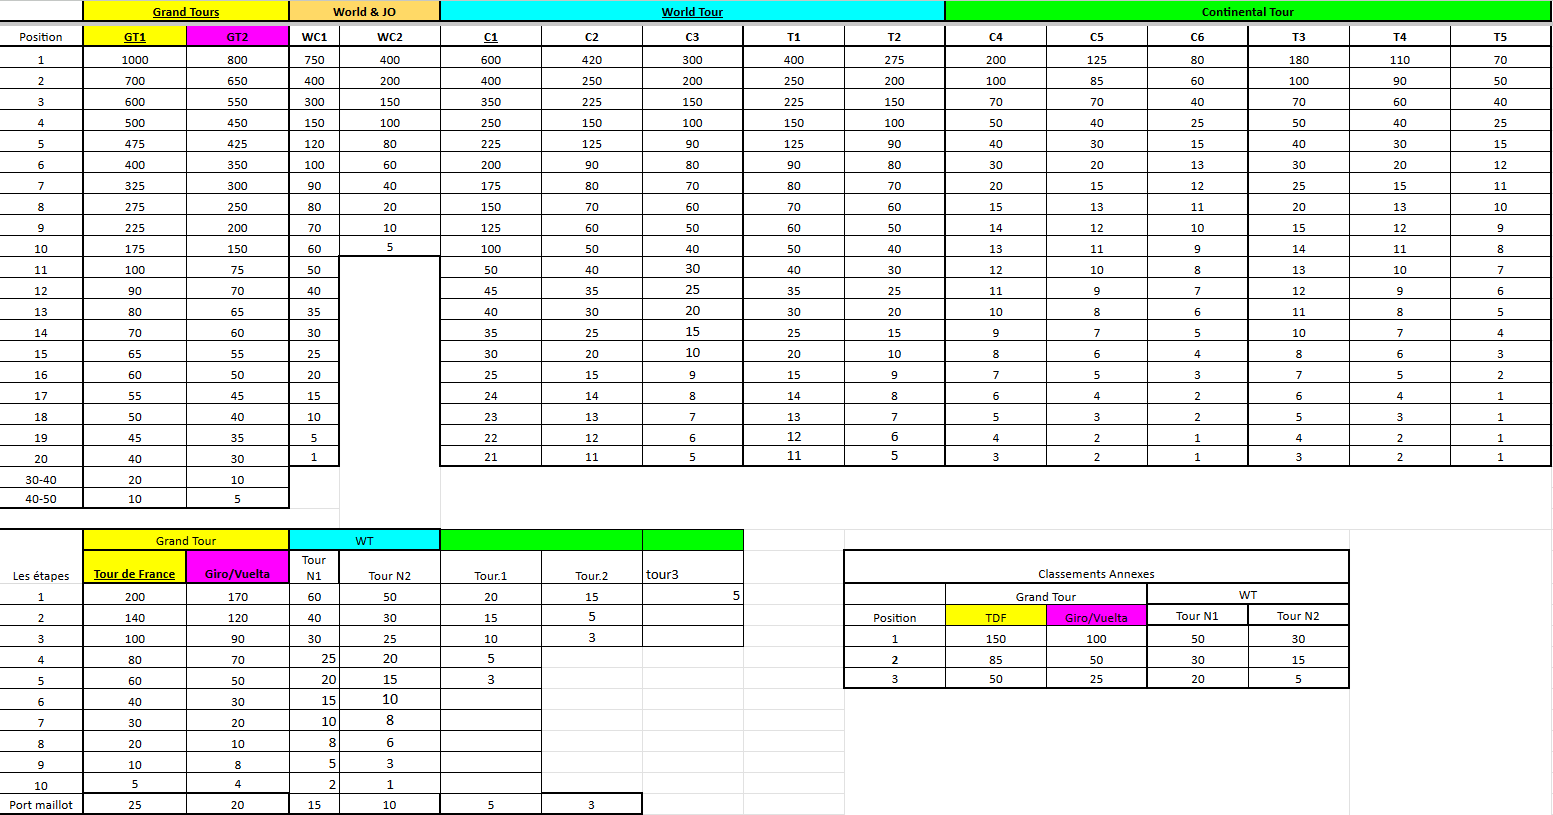 Grand Tours World & JO World Tour Continental Tour
Position GT1 GT2 WC1 WC2 C1 C2 C3 T1 T2 C4 C5 C6 T3 T4 T5
1 1000 800 750 400 600 420 300 400 275 200 125 80 180 110 70
2 700 650 400 200 400 250 200 250 200 100 85 60 100 90 50
3 600 550 300 150 350 225 150 225 150 70 70 40 70 60 40
4 500 450 150 100 250 150 100 150 100 50 40 25 50 40 25
5 475 425 120 80 225 125 90 125 90 40 30 15 40 30 15
6 400 350 100 60 200 90 80 90 80 30 20 13 30 20 12
7 325 300 90 40 175 80 70 80 70 20 15 12 25 15 11
8 275 250 80 20 150 70 60 70 60 15 13 11 20 13 10
9 225 200 70 10 125 60 50 60 50 14 12 10 15 12 9
10 175 150 60 5 100 50 40 50 40 13 11 9 14 11 8
11 100 75 50 50 40 30 40 30 12 10 8 13 10 7
12 90 70 40 45 35 25 35 25 11 9 7 12 9 6
13 80 65 35 40 30 20 30 20 10 8 6 11 8 5
14 70 60 30 35 25 15 25 15 9 7 5 10 7 4
15 65 55 25 30 20 10 20 10 8 6 4 8 6 3
16 60 50 20 25 15 9 15 9 7 5 3 7 5 2
17 55 45 15 24 14 8 14 8 6 4 2 6 4 1
18 50 40 10 23 13 7 13 7 5 3 2 5 3 1
19 45 35 5 22 12 6 12 6 4 2 1 4 2 1
20 40 30 1 21 11 5 11 5 3 2 1 3 2 1
30-40 20 10
40-50 10 5
Grand Tour WT
Les étapes Tour de France Giro/Vuelta Tour N1 Tour N2 Tour.1 Tour.2 tour3
1 200 170 60 50 20 15 5
2 140 120 40 30 15 5
3 100 90 30 25 10 3
4 80 70 25 20 5
5 60 50 20 15 3
6 40 30 15 10
7 30 20 10 8
8 20 10 8 6
9 10 8 5 3
10 5 4 2 1
Port maillot 25 20 15 10 5 3
Classements Annexes
Grand Tour WT
Position TDF Giro/Vuelta Tour N1 Tour N2
1 150 100 50 30
2 85 50 30 15
3 50 25 20 5